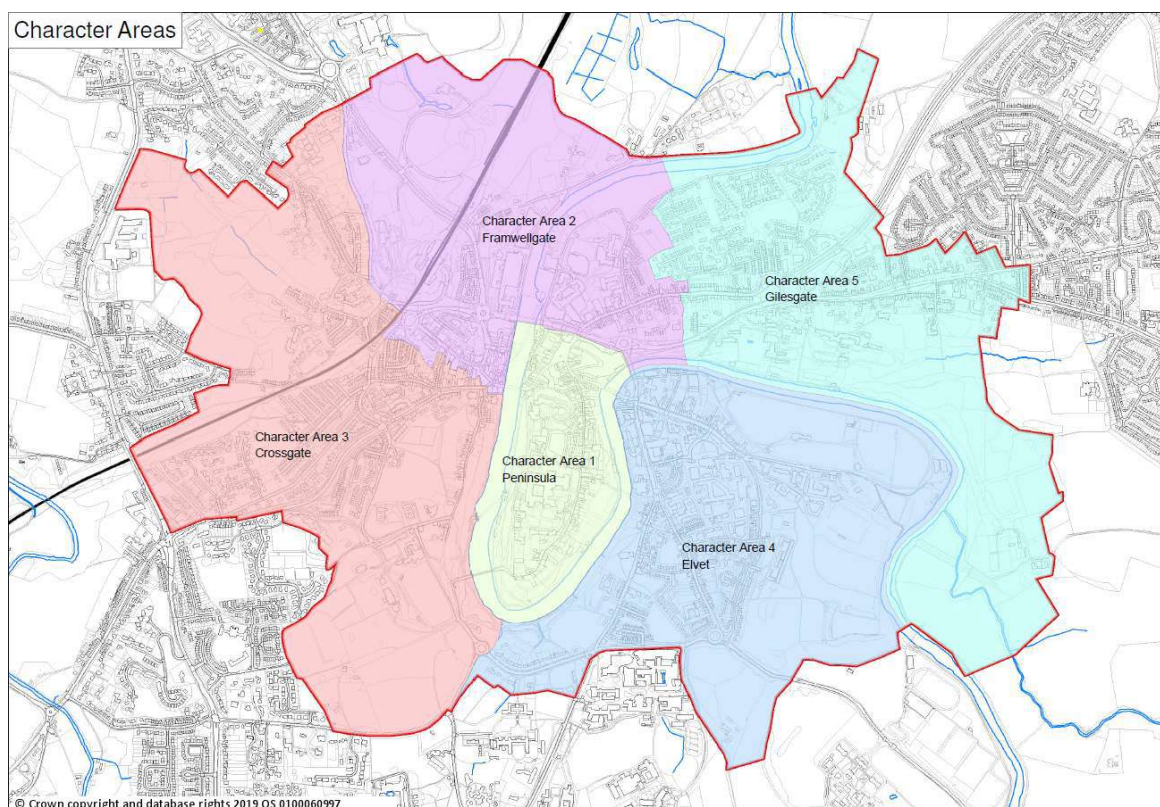 Character Areas
Character Area 2
Framwellgate
Character Area 5
Gilesgate
Character Area 3
Crossgate
Character Area 1
Peninsula
Character Area 4
Elvet
© Crown copyright and database rights 2019 OS 0100060997